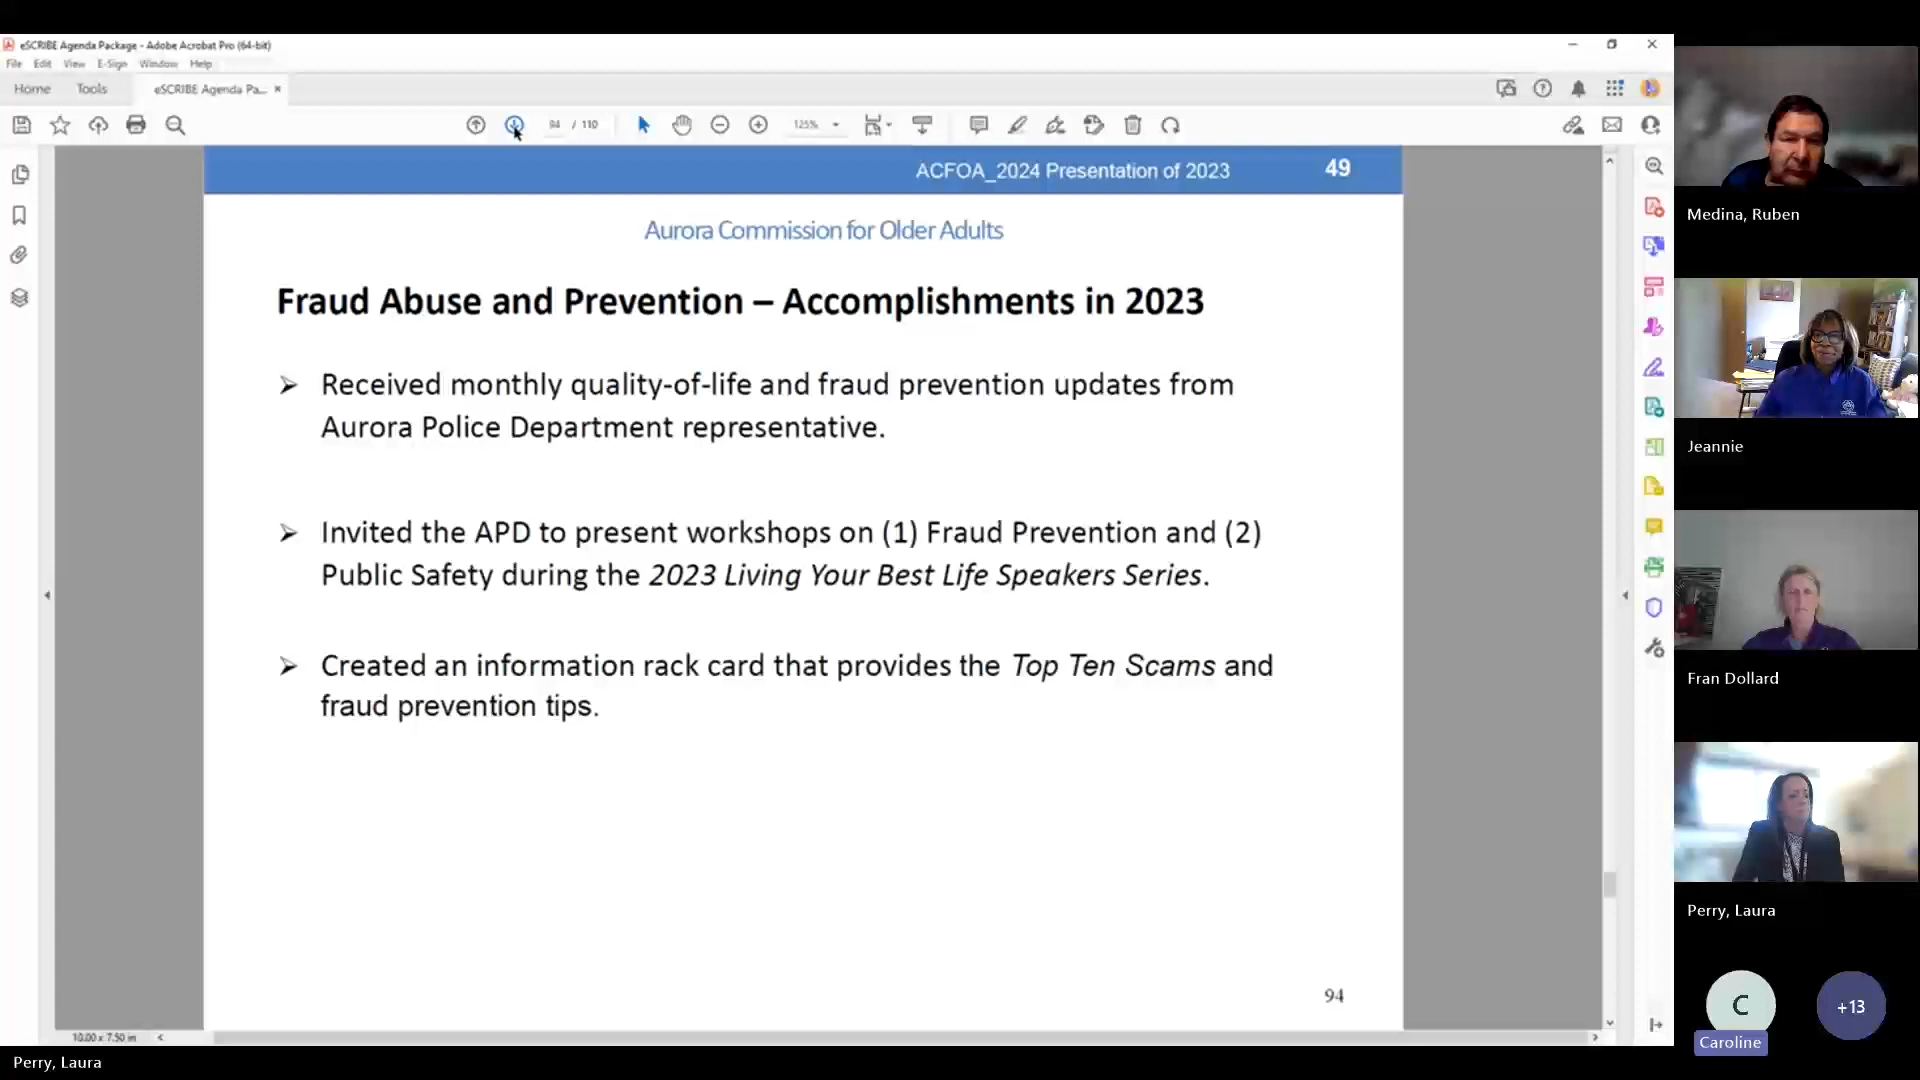 eSCRIBE Agenda Package - Adobe Acrobat Pro (64-bit)
File Edit View E-Sign Window Help
Home Tools eSCRIBE Agenda Pa... ×
94 / 110 125%
ACFOA_2024 Presentation of 2023 49
Aurora Commission for Older Adults
Fraud Abuse and Prevention – Accomplishments in 2023
➢ Received monthly quality-of-life and fraud prevention updates from
Aurora Police Department representative.
➢ Invited the APD to present workshops on (1) Fraud Prevention and (2)
Public Safety during the 2023 Living Your Best Life Speakers Series.
➢ Created an information rack card that provides the Top Ten Scams and
fraud prevention tips.
94
10.00 x 7.50 in
Perry, Laura
Medina, Ruben
Jeannie
Fran Dollard
Perry, Laura
C
+13
Caroline